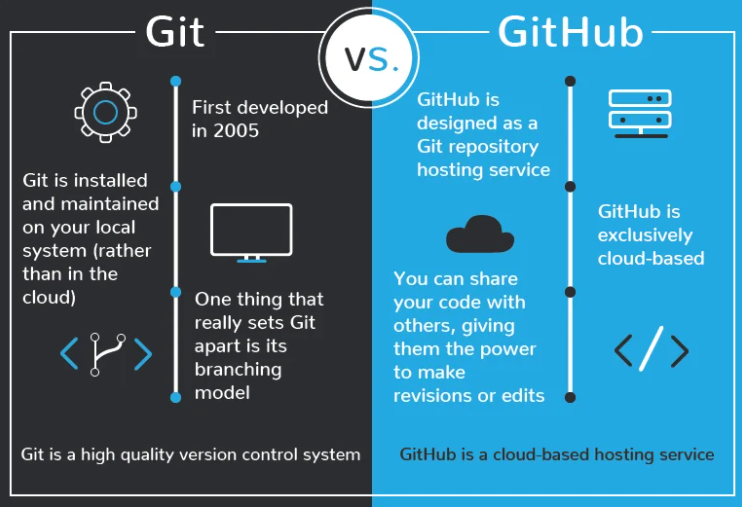 Git
vs.
GitHub
First developed
in 2005
Git is installed
and maintained
on your local
system (rather
than in the
cloud)
One thing that
really sets Git
apart is its
branching
model
Git is a high quality version control system
GitHub is
designed as a
Git repository
hosting service
GitHub is
exclusively
cloud-based
You can share
your code with
others, giving
them the power
to make
revisions or edits
GitHub is a cloud-based hosting service